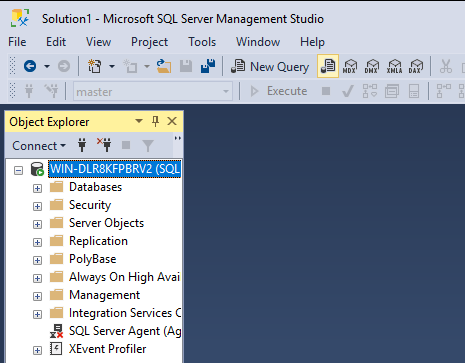 Solution1 - Microsoft SQL Server Management Studio
File Edit View Project Tools Window Help
New Query MDX DMX XMLA DAX
master Execute
Object Explorer
Connect
WIN-DLR8KFPBRV2 (SQL
Databases
Security
Server Objects
Replication
PolyBase
Always On High Avai
Management
Integration Services C
SQL Server Agent (Ag
XEvent Profiler